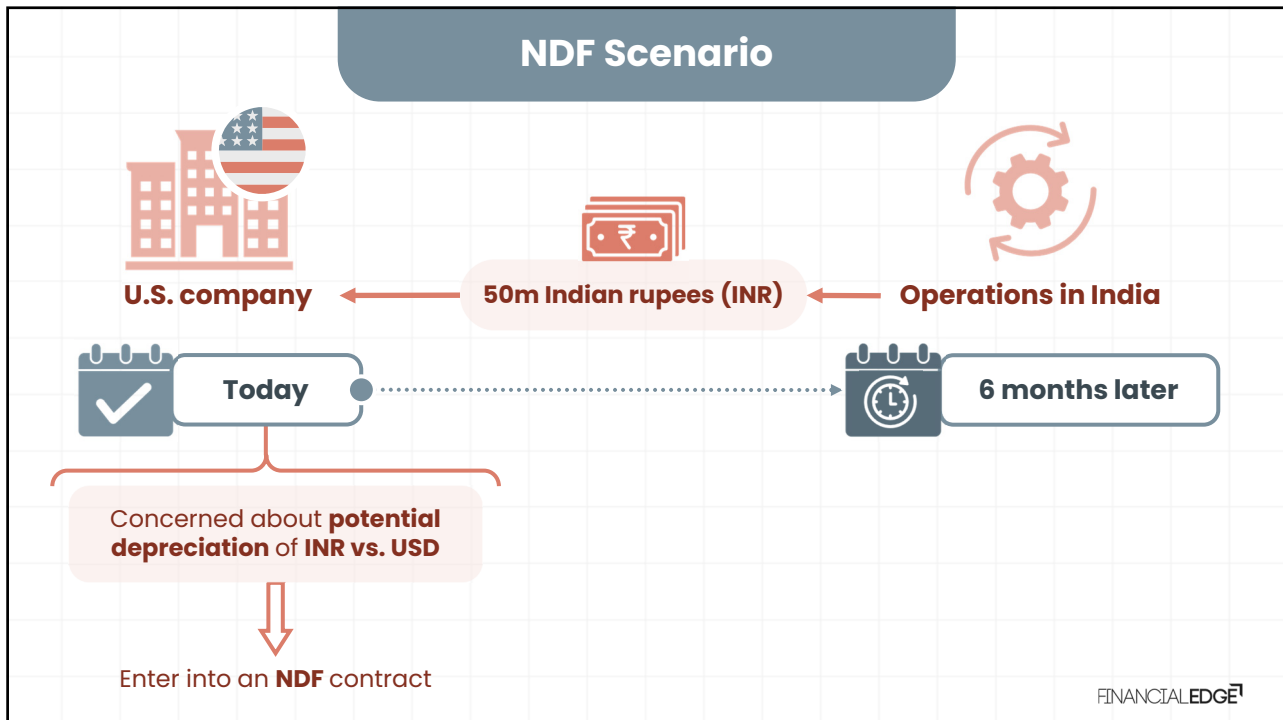 NDF Scenario
₹
U.S. company
50m Indian rupees (INR)
Operations in India
Today
6 months later
Concerned about potential
depreciation of INR vs. USD
Enter into an NDF contract
FINANCIALEDGE